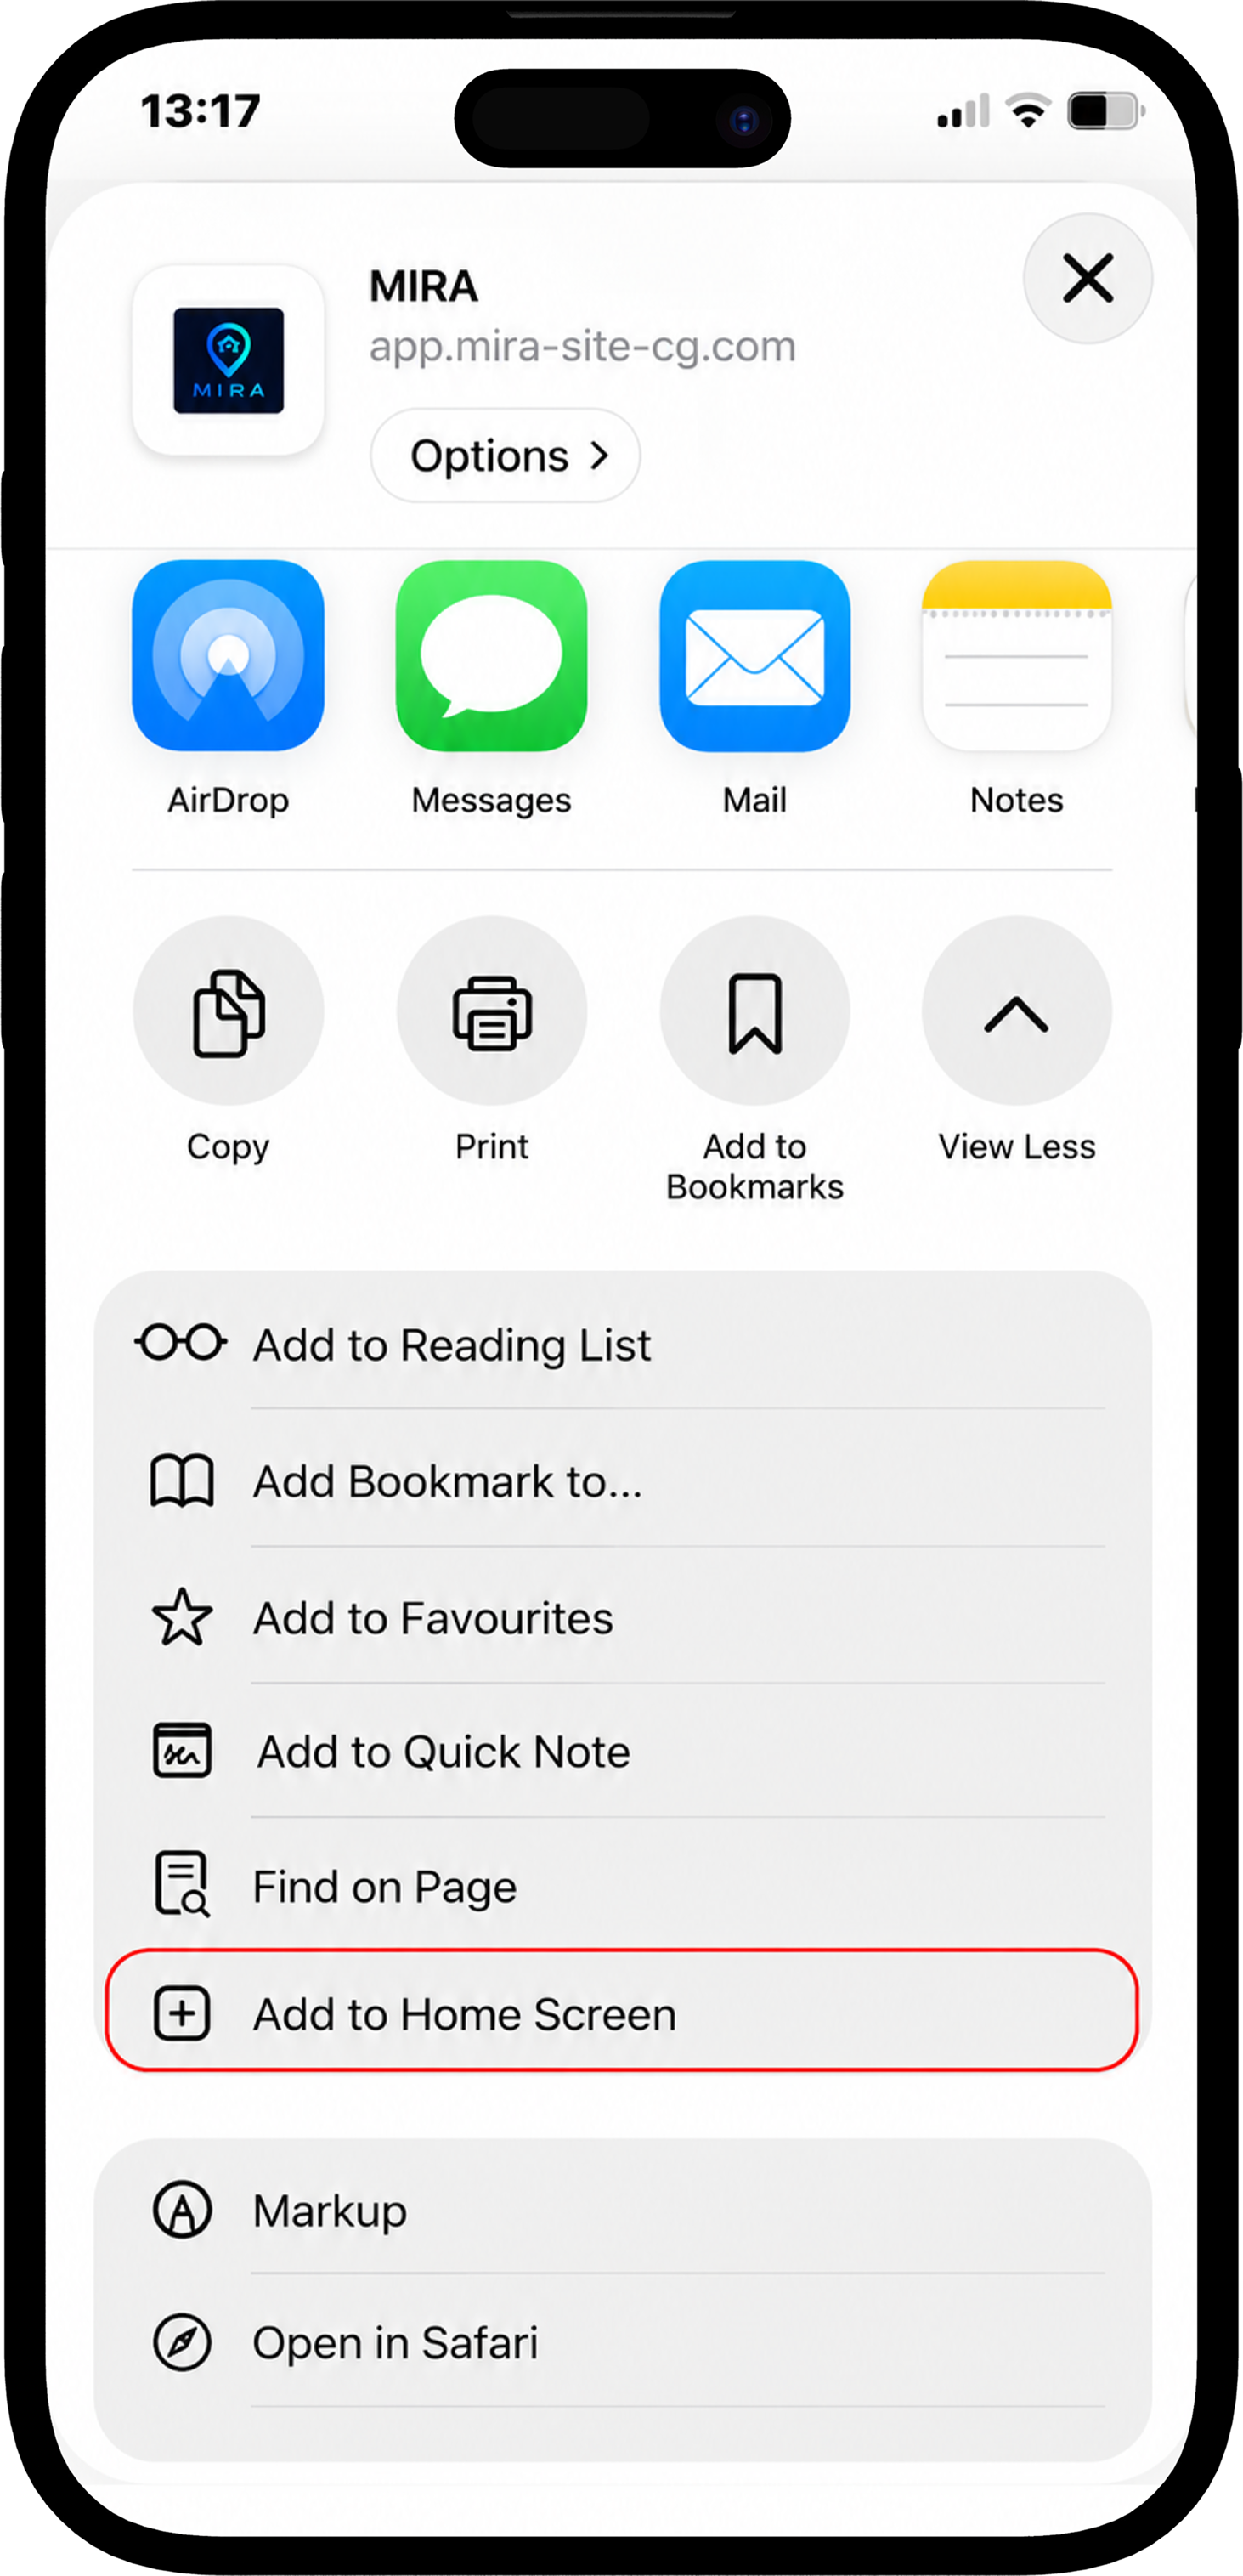 13:17
MIRA
MIRA
app.mira-site-cg.com
Options
AirDrop
Messages
Mail
Notes
Copy
Print
Add to
Bookmarks
View Less
Add to Reading List
Add Bookmark to...
Add to Favourites
Add to Quick Note
Find on Page
Add to Home Screen
Markup
Open in Safari